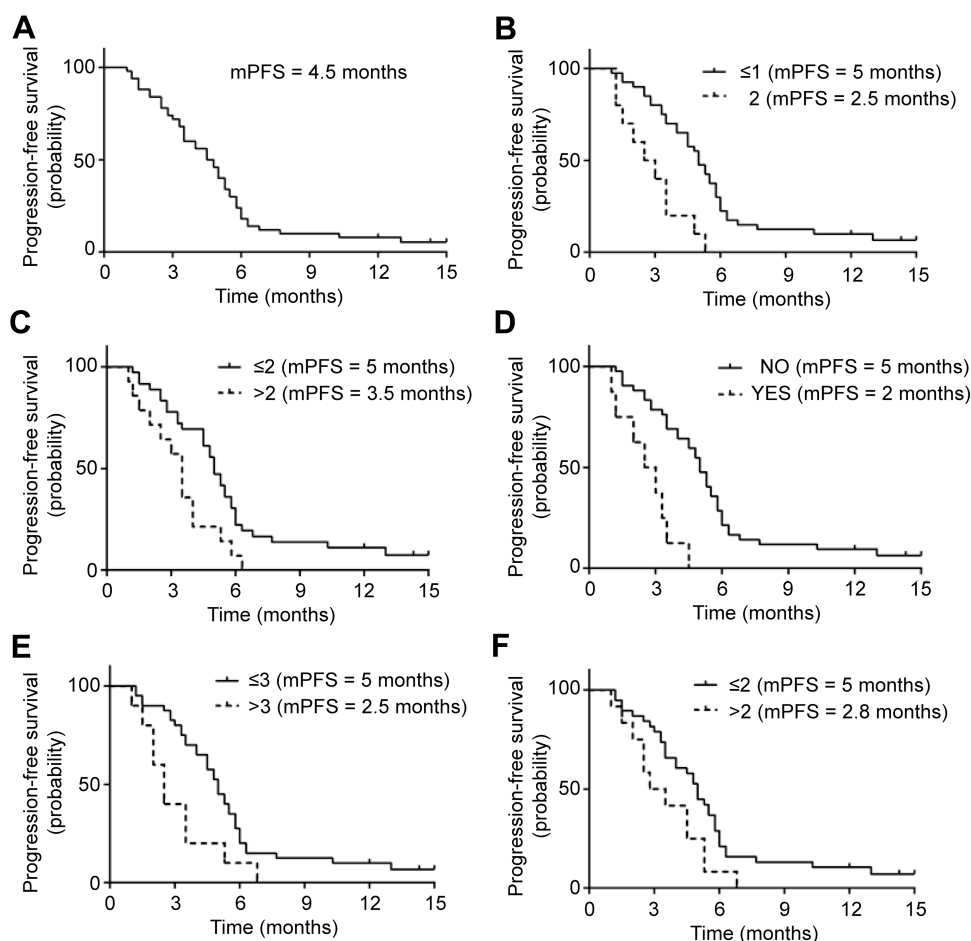 A
Progression-free survival
(probability)
mPFS = 4.5 months
100
50
0
0 3 6 9 12 15
Time (months)
B
Progression-free survival
(probability)
≤1 (mPFS = 5 months)
2 (mPFS = 2.5 months)
100
50
0
0 3 6 9 12 15
Time (months)
C
Progression-free survival
(probability)
≤2 (mPFS = 5 months)
>2 (mPFS = 3.5 months)
100
50
0
0 3 6 9 12 15
Time (months)
D
Progression-free survival
(probability)
NO (mPFS = 5 months)
YES (mPFS = 2 months)
100
50
0
0 3 6 9 12 15
Time (months)
E
Progression-free survival
(probability)
≤3 (mPFS = 5 months)
>3 (mPFS = 2.5 months)
100
50
0
0 3 6 9 12 15
Time (months)
F
Progression-free survival
(probability)
≤2 (mPFS = 5 months)
>2 (mPFS = 2.8 months)
100
50
0
0 3 6 9 12 15
Time (months)